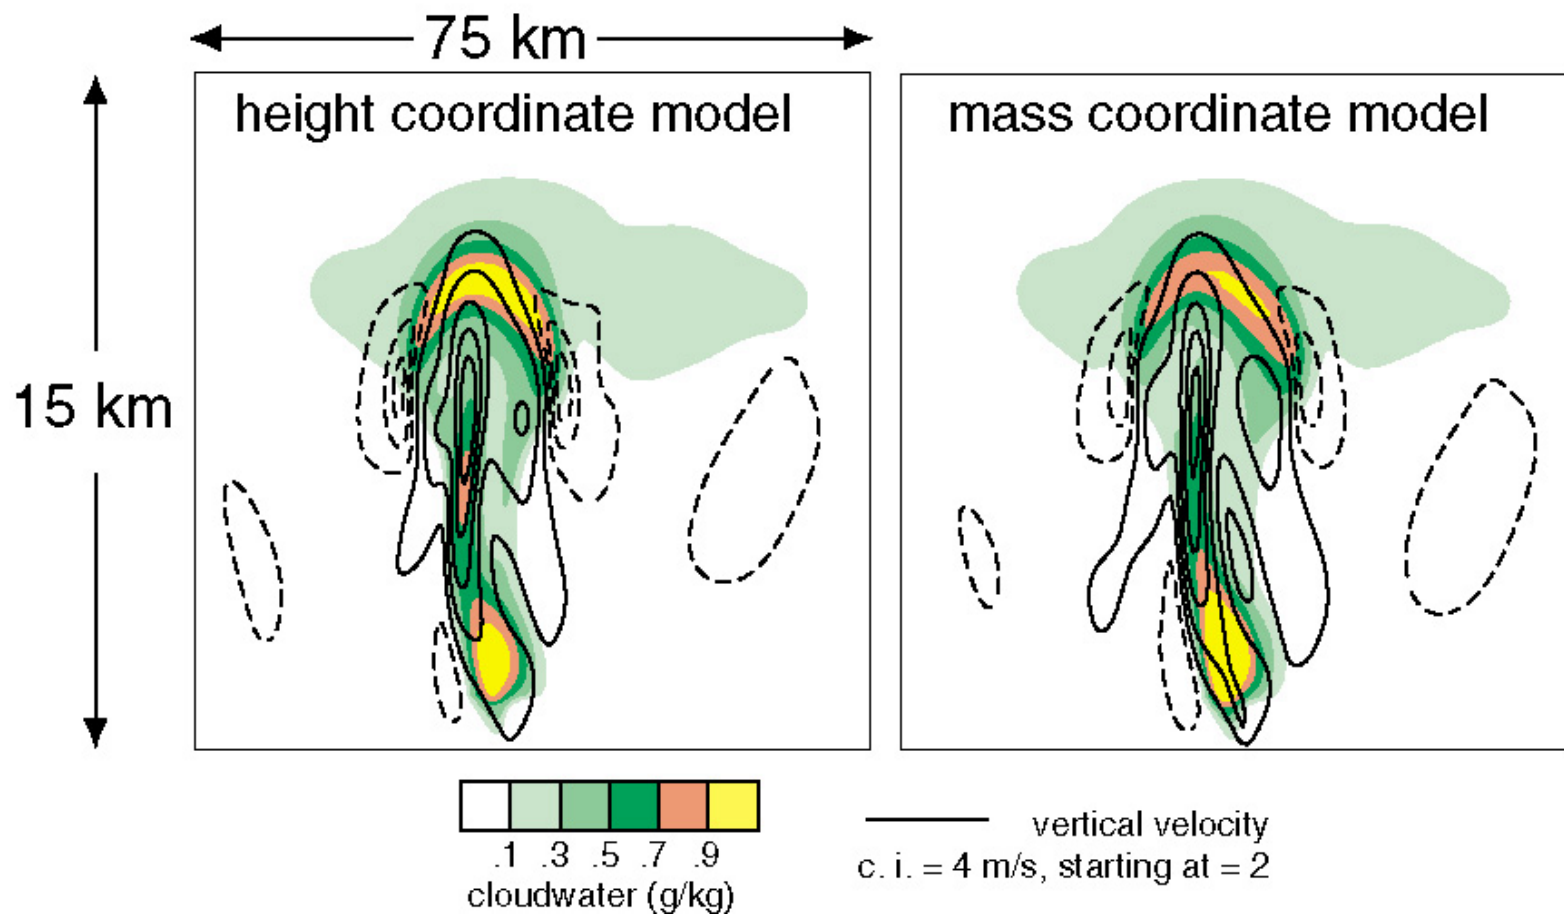 75 km
height coordinate model
mass coordinate model
15 km
.1 .3 .5 .7 .9
cloudwater (g/kg)
vertical velocity
c. i. = 4 m/s, starting at = 2